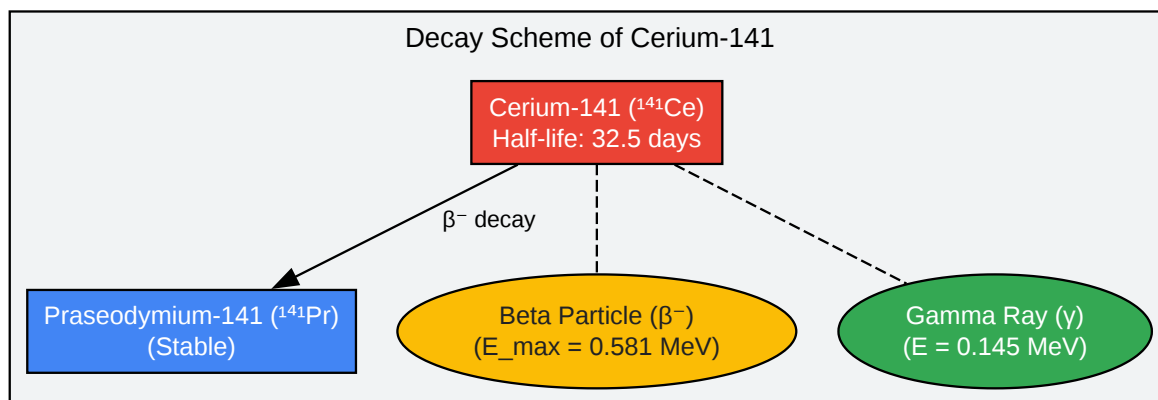 Decay Scheme of Cerium-141
Cerium-141 (¹⁴¹Ce)
Half-life: 32.5 days
β⁻ decay
Praseodymium-141 (¹⁴¹Pr)
(Stable)
Beta Particle (β⁻)
(E_max = 0.581 MeV)
Gamma Ray (γ)
(E = 0.145 MeV)